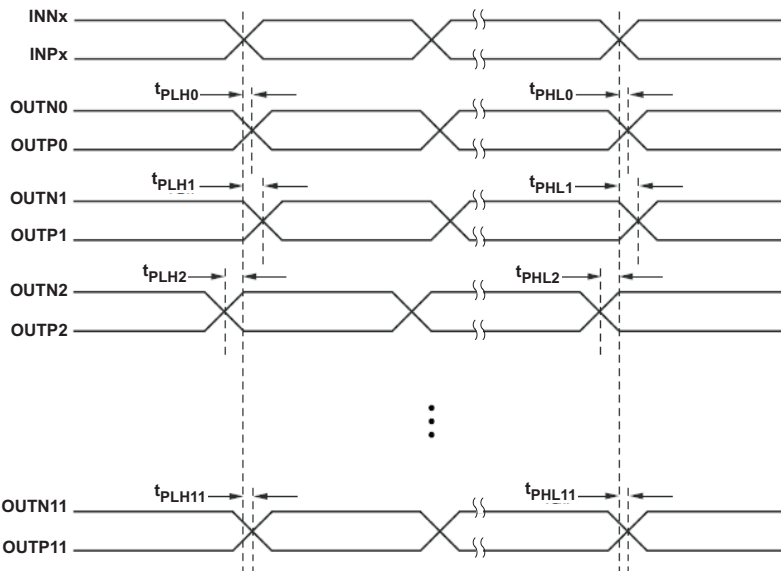 INNx
INPx
tPLH0 tPHL0
OUTN0
OUTP0
tPLH1 tPHL1
OUTN1
OUTP1
tPLH2 tPHL2
OUTN2
OUTP2
tPLH11 tPHL11
OUTN11
OUTP11